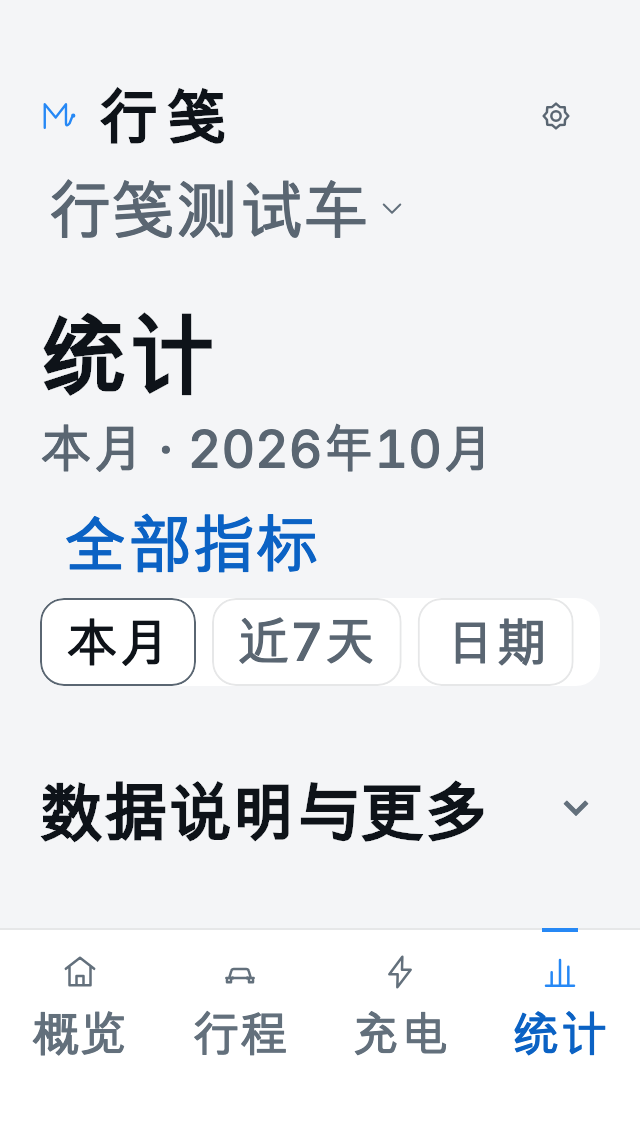 行笺
行笺测试车
统计
本月 · 2026年10月
全部指标
本月 近7天 日期
数据说明与更多
概览 行程 充电 统计